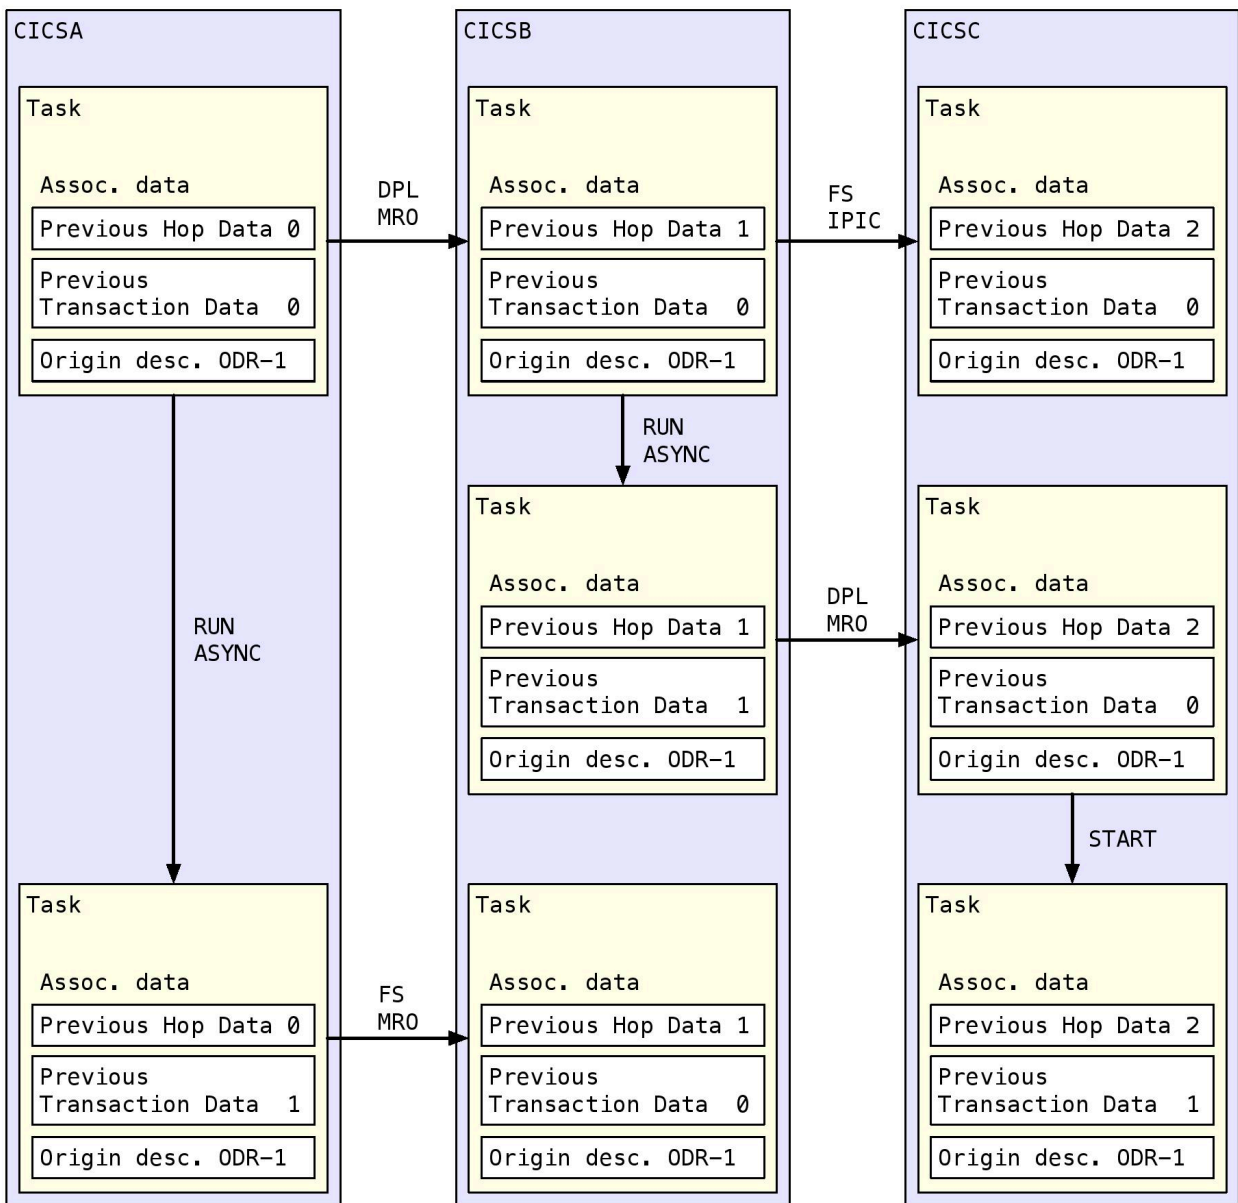 CICSA
Task
Assoc. data
Previous Hop Data 0
Previous
Transaction Data 0
Origin desc. ODR-1
RUN
ASYNC
Task
Assoc. data
Previous Hop Data 0
Previous
Transaction Data 1
Origin desc. ODR-1
DPL
MRO
FS
MRO
CICSB
Task
Assoc. data
Previous Hop Data 1
Previous
Transaction Data 0
Origin desc. ODR-1
RUN
ASYNC
Task
Assoc. data
Previous Hop Data 1
Previous
Transaction Data 1
Origin desc. ODR-1
Task
Assoc. data
Previous Hop Data 1
Previous
Transaction Data 0
Origin desc. ODR-1
FS
IPIC
DPL
MRO
CICSC
Task
Assoc. data
Previous Hop Data 2
Previous
Transaction Data 0
Origin desc. ODR-1
Task
Assoc. data
Previous Hop Data 2
Previous
Transaction Data 0
Origin desc. ODR-1
START
Task
Assoc. data
Previous Hop Data 2
Previous
Transaction Data 1
Origin desc. ODR-1